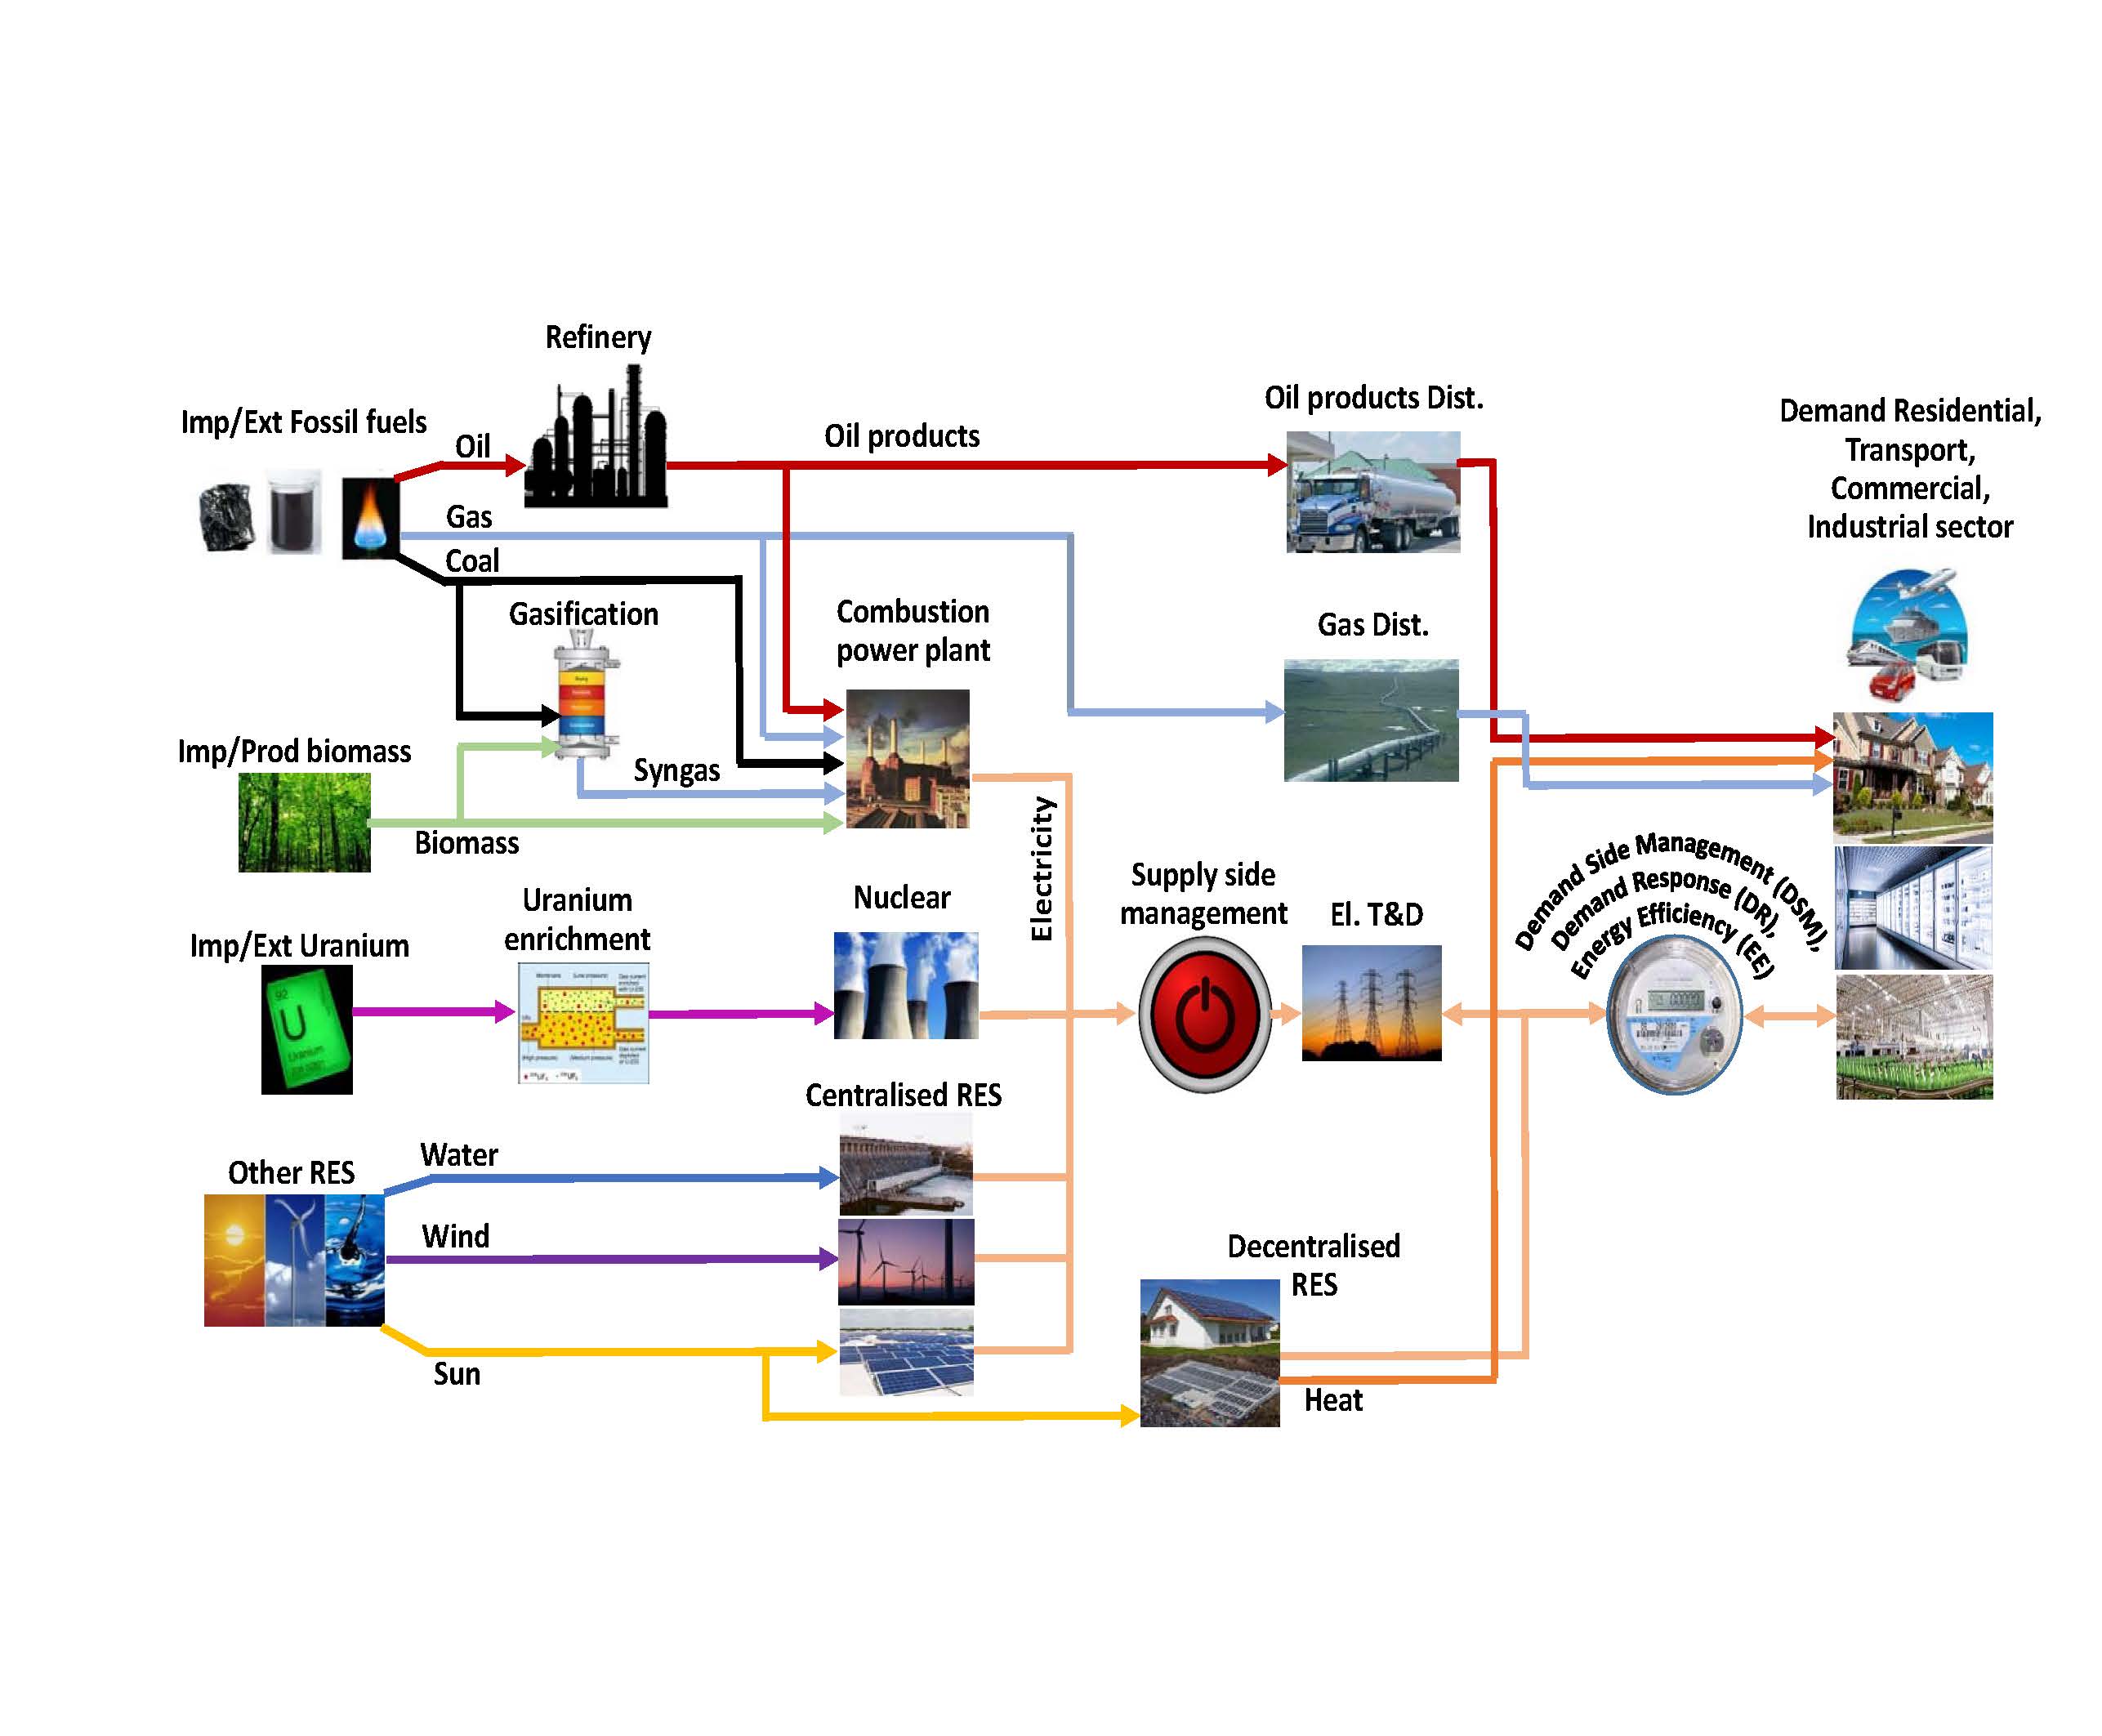 Refinery
Imp/Ext Fossil fuels
Oil
Oil products
Oil products Dist.
Demand Residential,
Transport,
Commercial,
Industrial sector
Gas
Coal
Gasification
Combustion
power plant
Gas Dist.
Imp/Prod biomass
Syngas
Biomass
Electricity
Uranium
enrichment
Nuclear
Supply side
management
El. T&D
Demand Side Management (DSM),
Demand Response (DR),
Energy Efficiency (EE)
Imp/Ext Uranium
92
U
Uranium
Centralised RES
Water
Other RES
Wind
Sun
Decentralised
RES
Heat